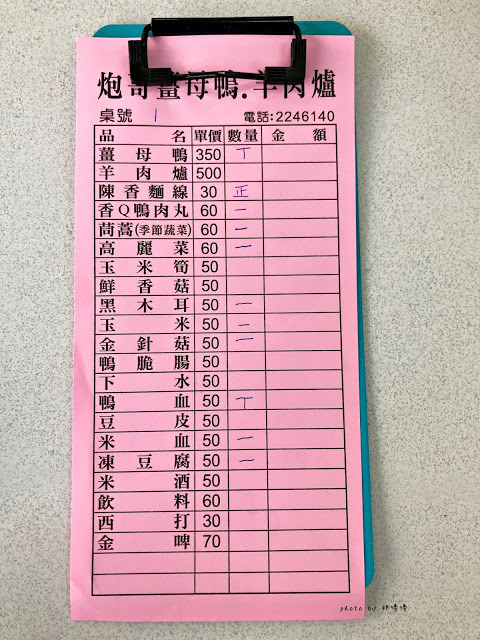 炮哥薑母鴨.羊肉爐
桌號 1 電話:2246140
品名 單價 數量 金額
薑母鴨 350 丅
羊肉爐 500
陳香麵線 30 正
香Q鴨肉丸 60 一
茼蒿(季節蔬菜) 60 一
高麗菜 60 一
玉米筍 50
鮮香菇 50
黑木耳 50 一
玉米 50 一
金針菇 50 一
鴨脆腸 50
下水 50
鴨血 50 丅
豆皮 50
米血 50 一
凍豆腐 50 一
米酒 50
飲料 60
西打 30
金啤 70
photo by